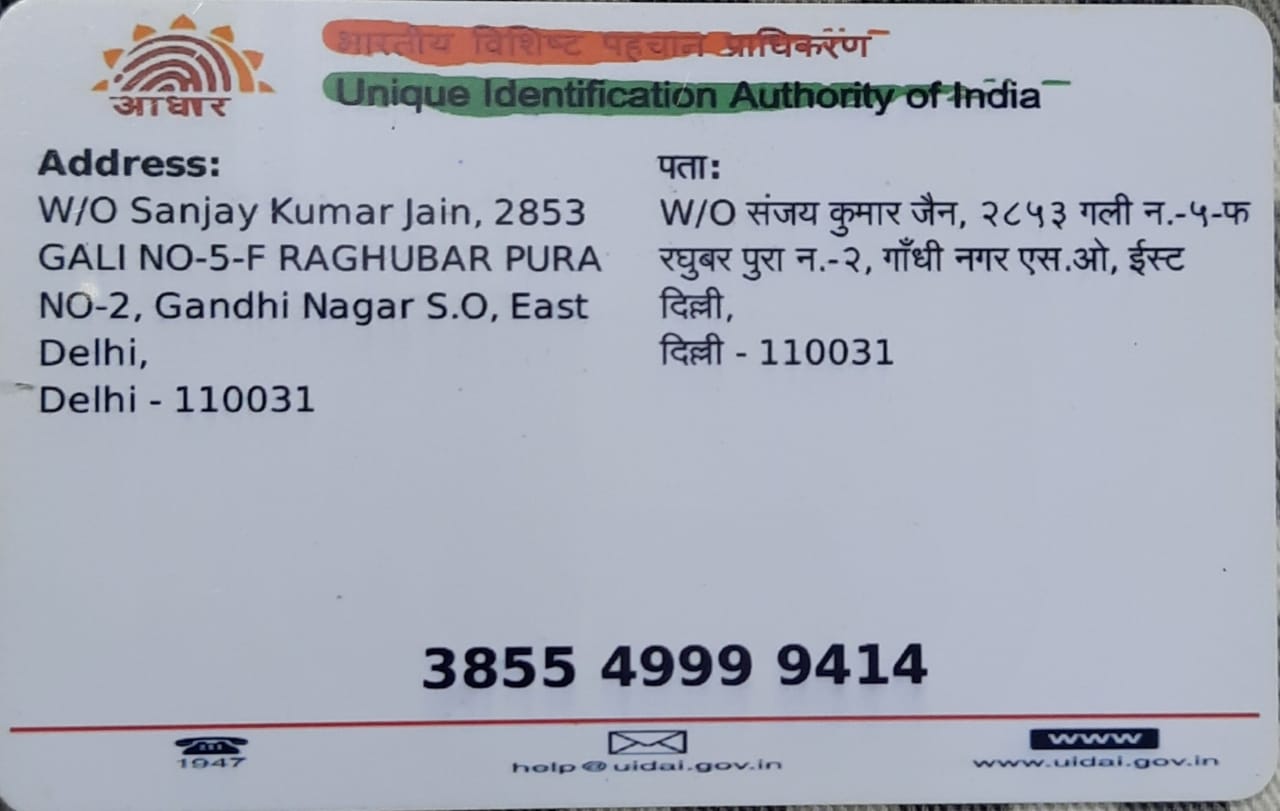 आधार
भारतीय विशिष्ट पहचान प्राधिकरण
Unique Identification Authority of India
Address:
W/O Sanjay Kumar Jain, 2853
GALI NO-5-F RAGHUBAR PURA
NO-2, Gandhi Nagar S.O, East
Delhi,
Delhi - 110031
पता:
W/O संजय कुमार जैन, २८५३ गली न.-५-फ
रघुबर पुरा न.-२, गाँधी नगर एस.ओ, ईस्ट
दिल्ली,
दिल्ली - 110031
3855 4999 9414
1947
help@uidai.gov.in
WWW
www.uidai.gov.in